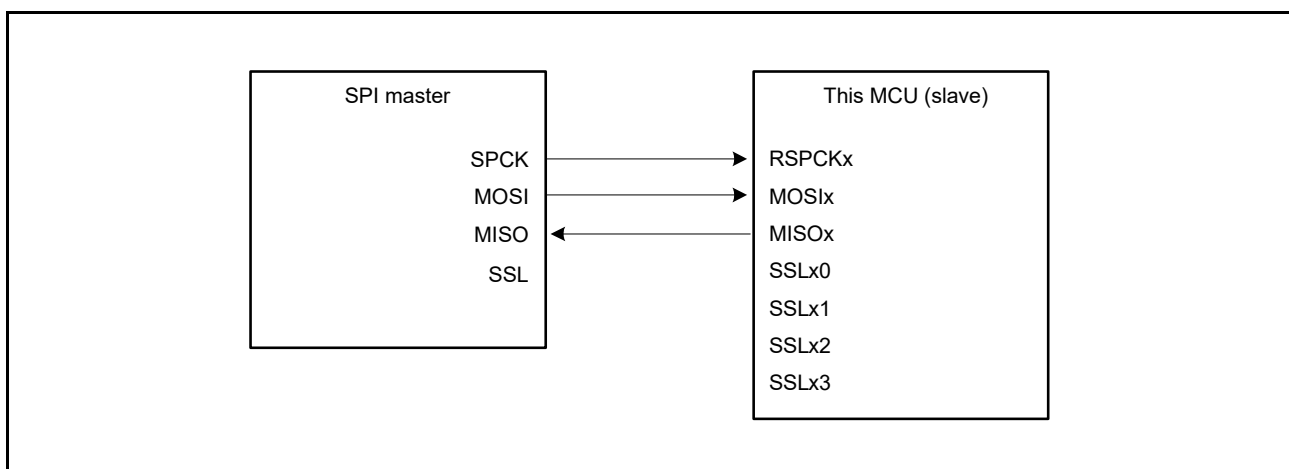 SPI master
SPCK
MOSI
MISO
SSL
This MCU (slave)
RSPCKx
MOSIx
MISOx
SSLx0
SSLx1
SSLx2
SSLx3